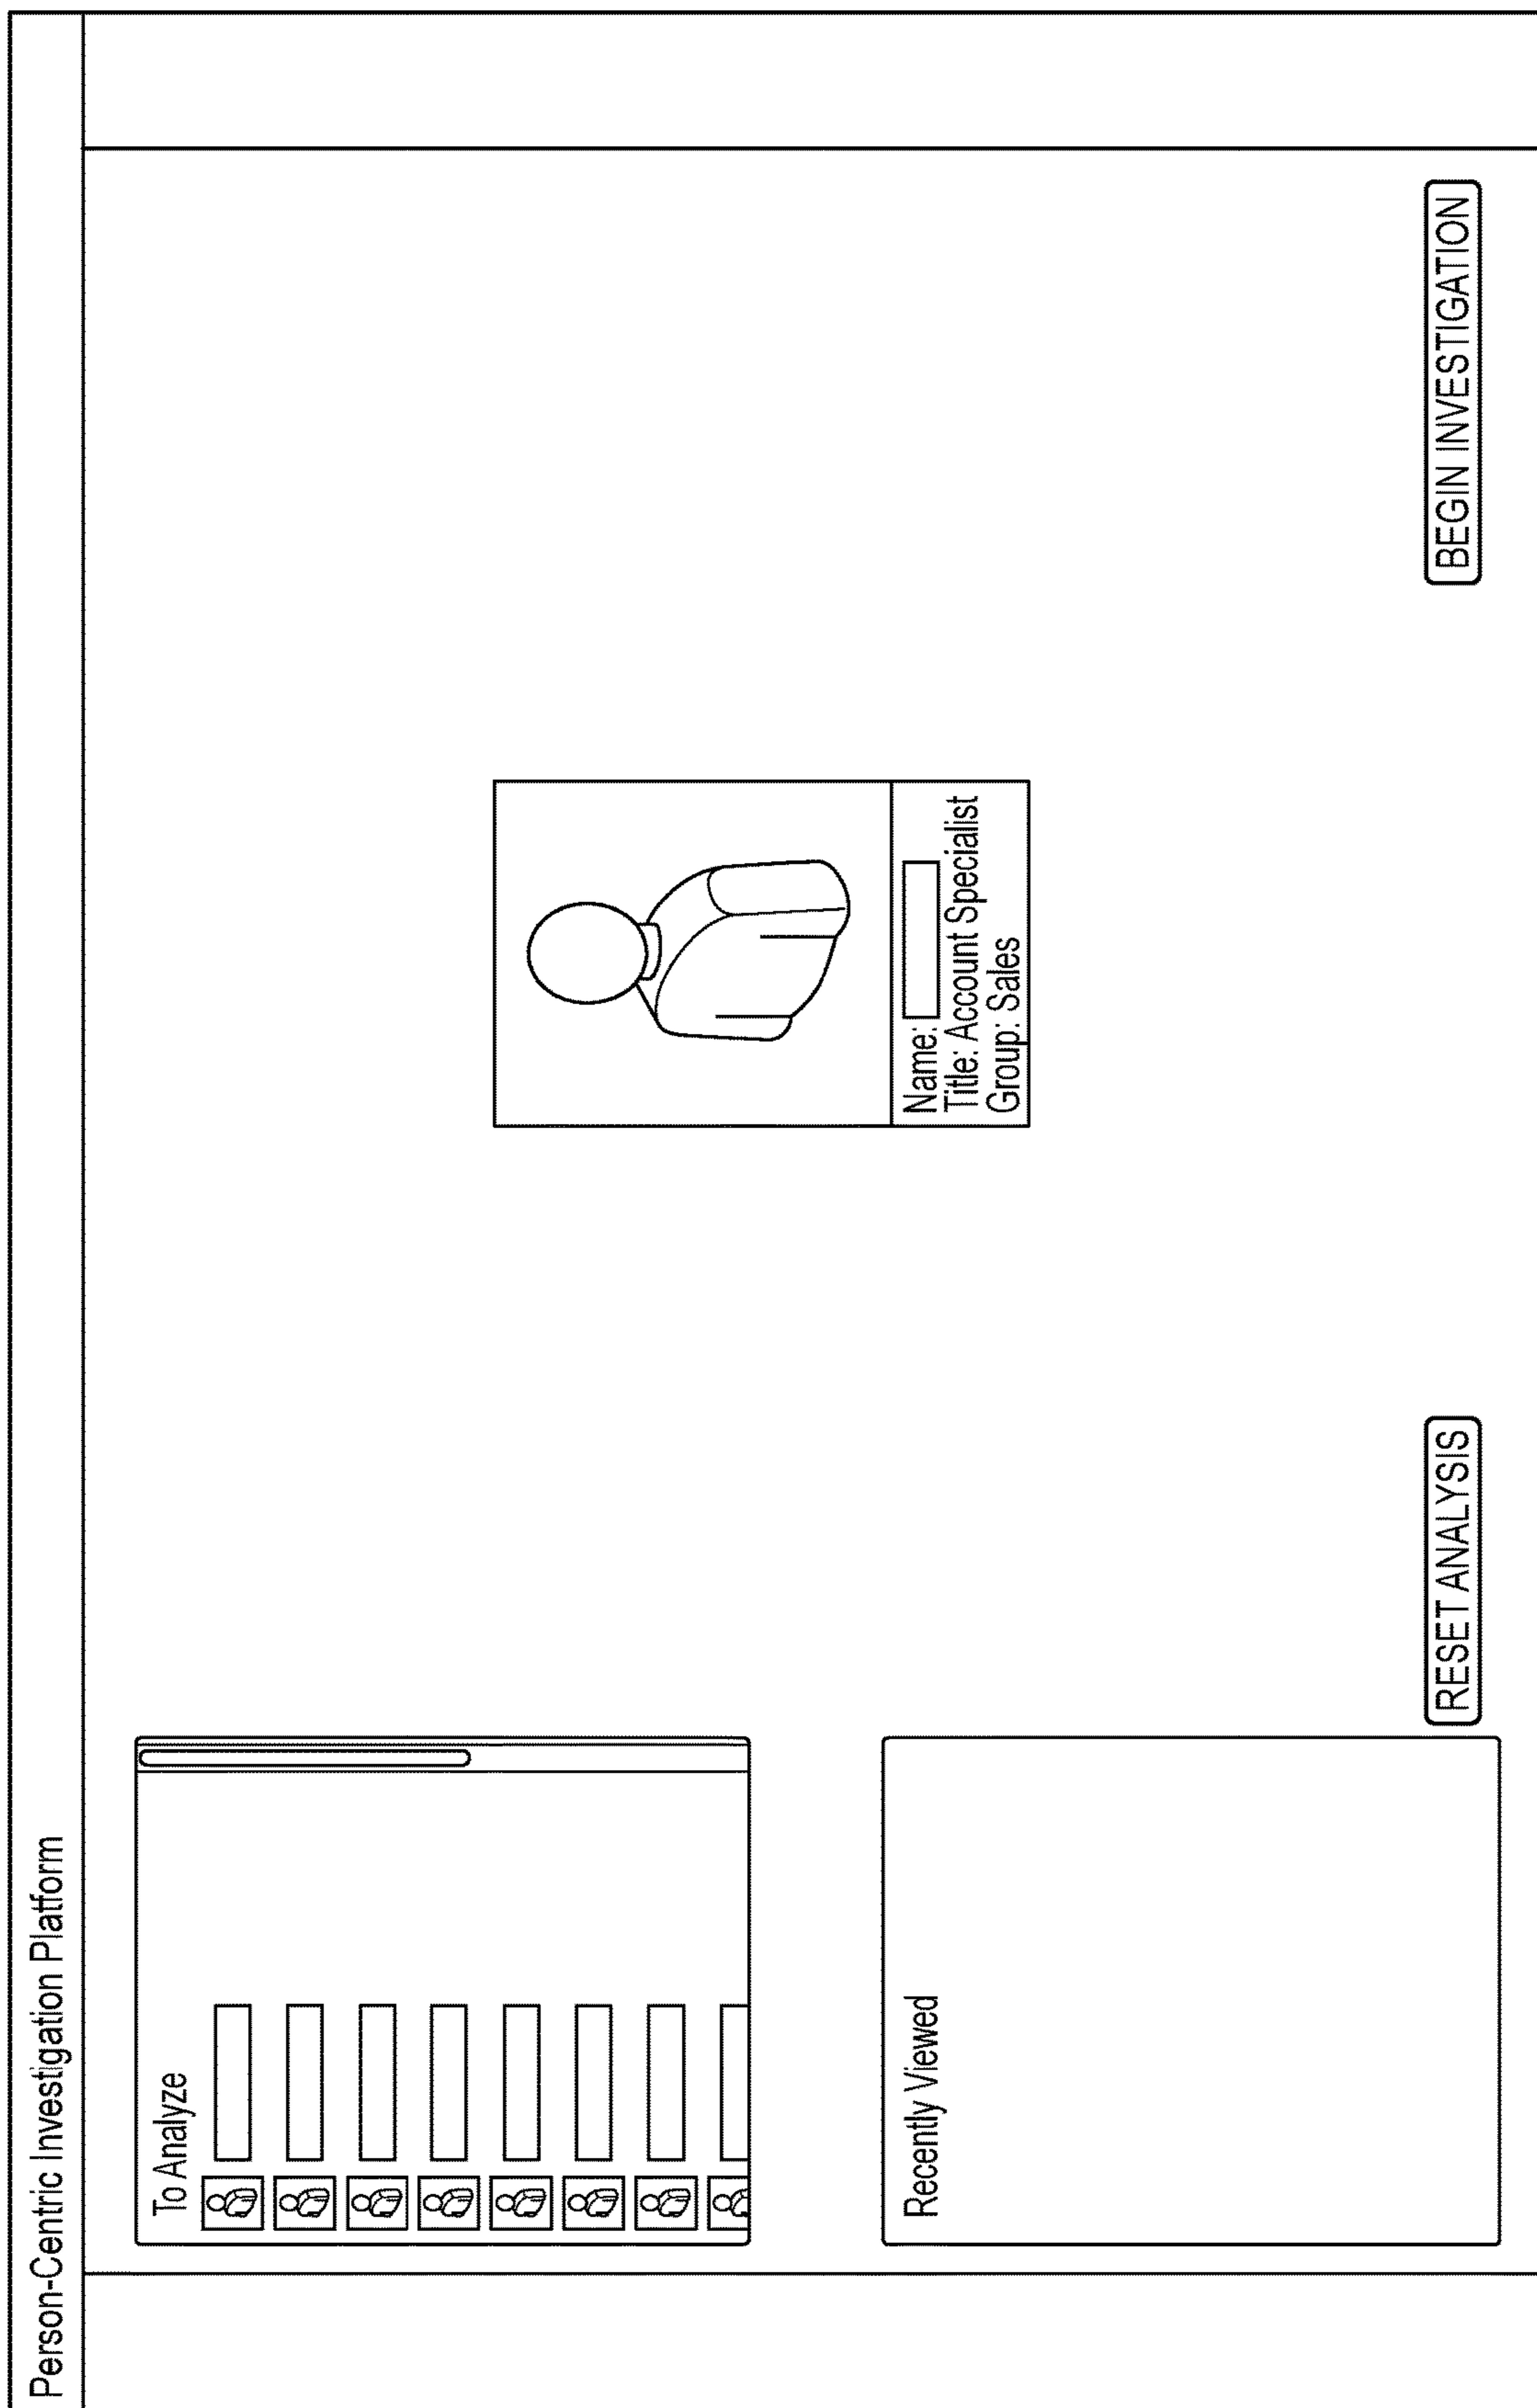 Person-Centric Investigation Platform
To Analyze
Recently Viewed
Name:
Title: Account Specialist
Group: Sales
RESET ANALYSIS
BEGIN INVESTIGATION